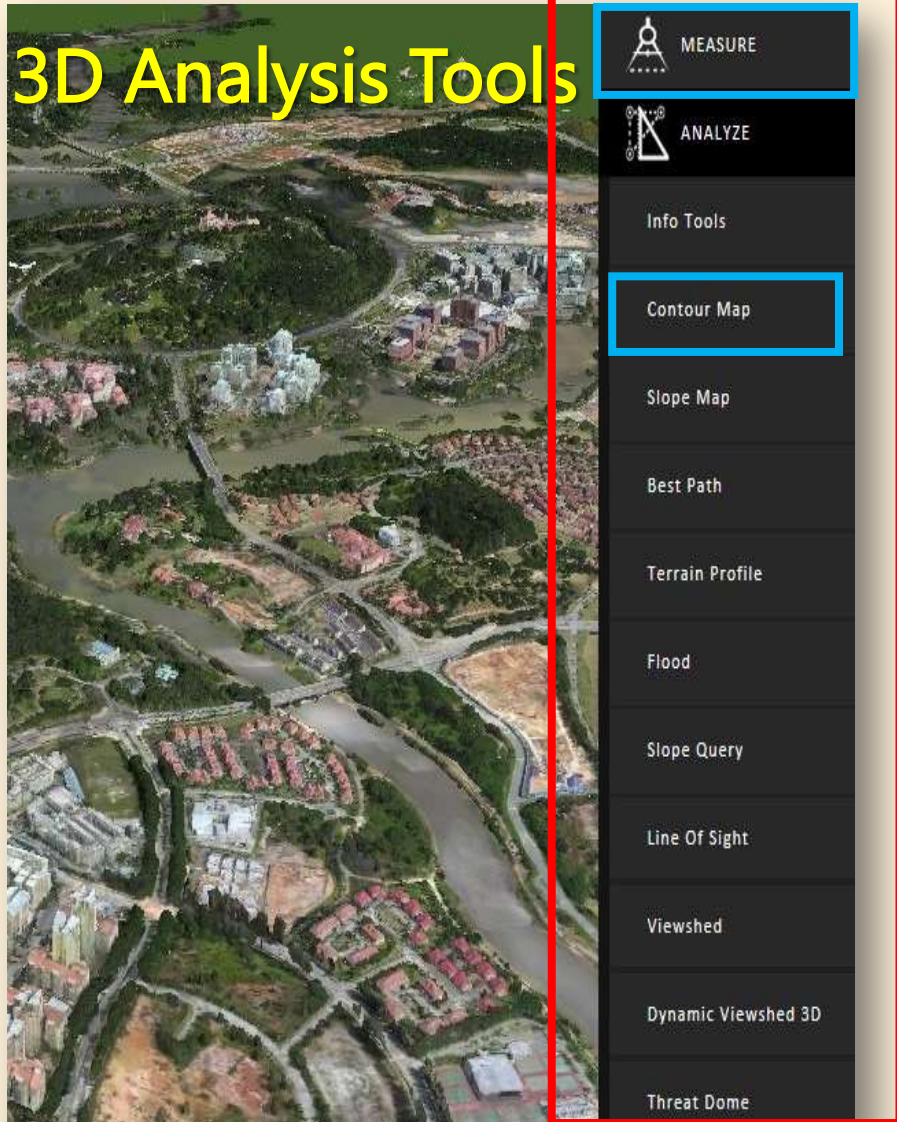 3D Analysis Tools
MEASURE
ANALYZE
Info Tools
Contour Map
Slope Map
Best Path
Terrain Profile
Flood
Slope Query
Line Of Sight
Viewshed
Dynamic Viewshed 3D
Threat Dome